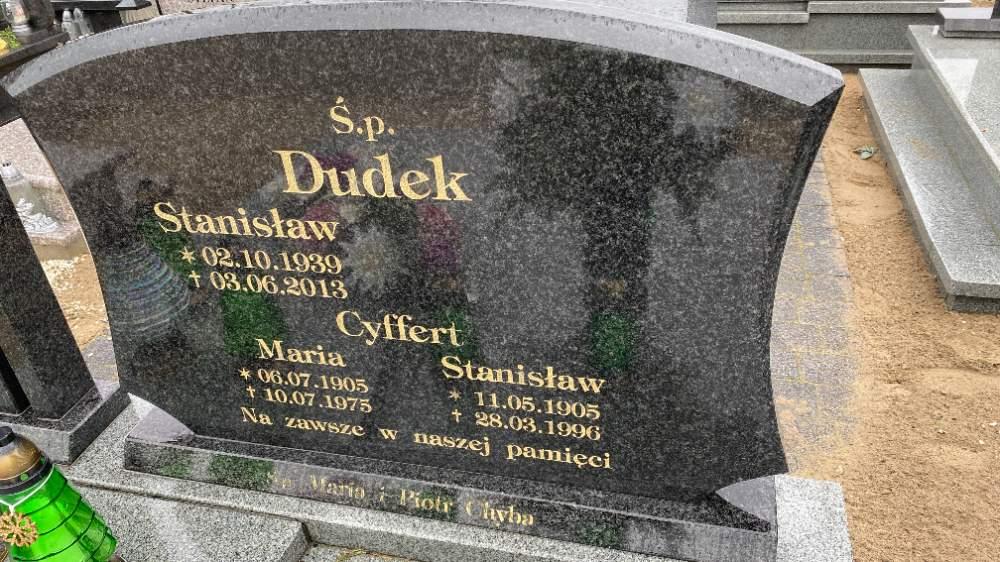 Ś.p.
Dudek
Stanisław
* 02.10.1939
† 03.06.2013
Cyffert
Maria
* 06.07.1905
† 10.07.1975
Stanisław
* 11.05.1905
† 28.03.1996
Na zawsze w naszej pamięci
Maria i Piotr Chyba